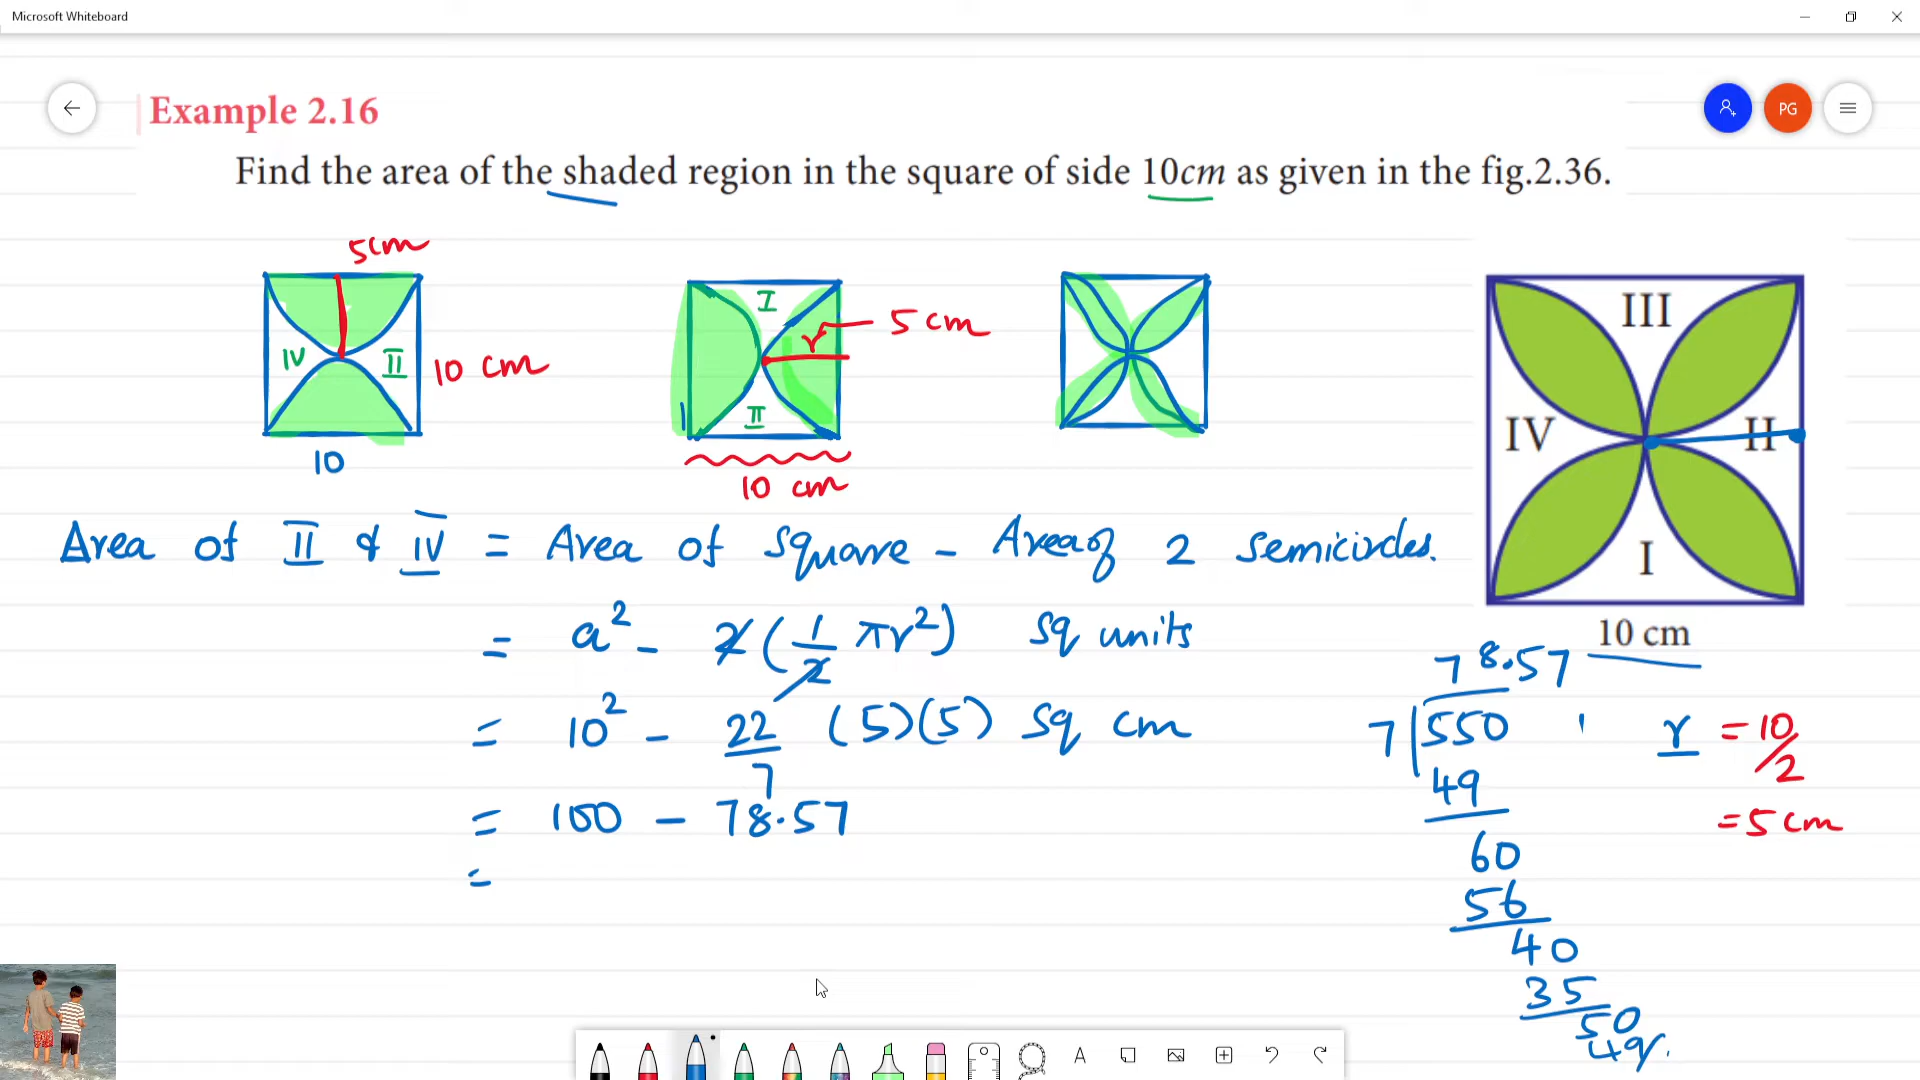 Microsoft Whiteboard
PG
Example 2.16
Find the area of the shaded region in the square of side 10cm as given in the fig.2.36.
5cm
IV II 10 cm
10
I
r 5 cm
II
10 cm
III
IV II
I
10 cm
Area of II & IV = Area of square - Area of 2 semicircles.
= a² - 2(1/2 πr²) sq units
= 10² - 22/7 (5)(5) sq cm
= 100 - 78.57
=
78.57
7 550
49
60
56
40
35
50
49
r = 10/2
= 5 cm
A